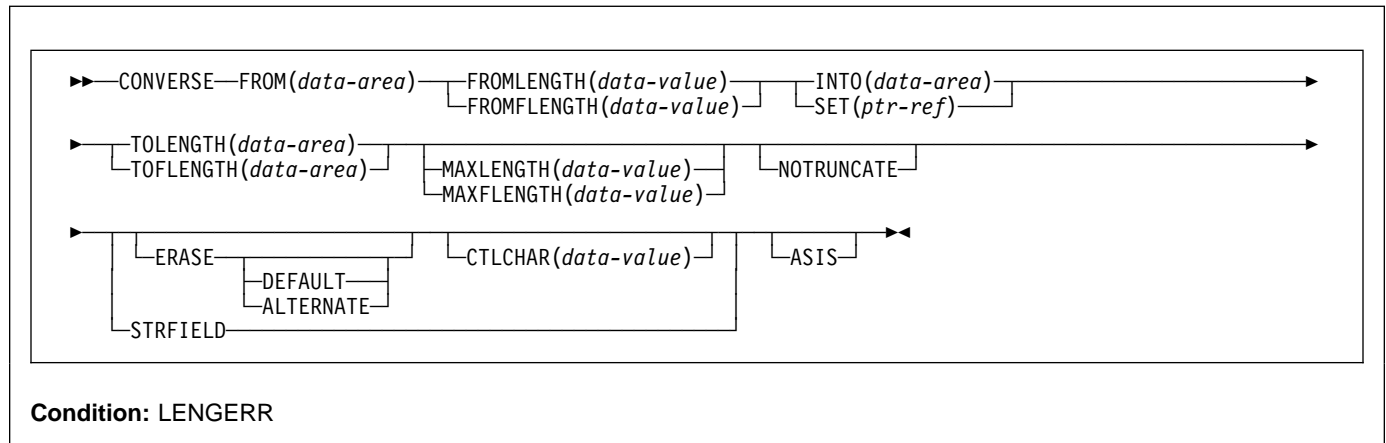 CONVERSE FROM(data-area) FROMLENGTH(data-value) INTO(data-area)
FROMFLENGTH(data-value) SET(ptr-ref)
TOLENGTH(data-area)
TOFLENGTH(data-area) MAXLENGTH(data-value) NOTRUNCATE
MAXFLENGTH(data-value)
ERASE CTLCHAR(data-value) ASIS
DEFAULT
ALTERNATE
STRFIELD
Condition: LENGERR